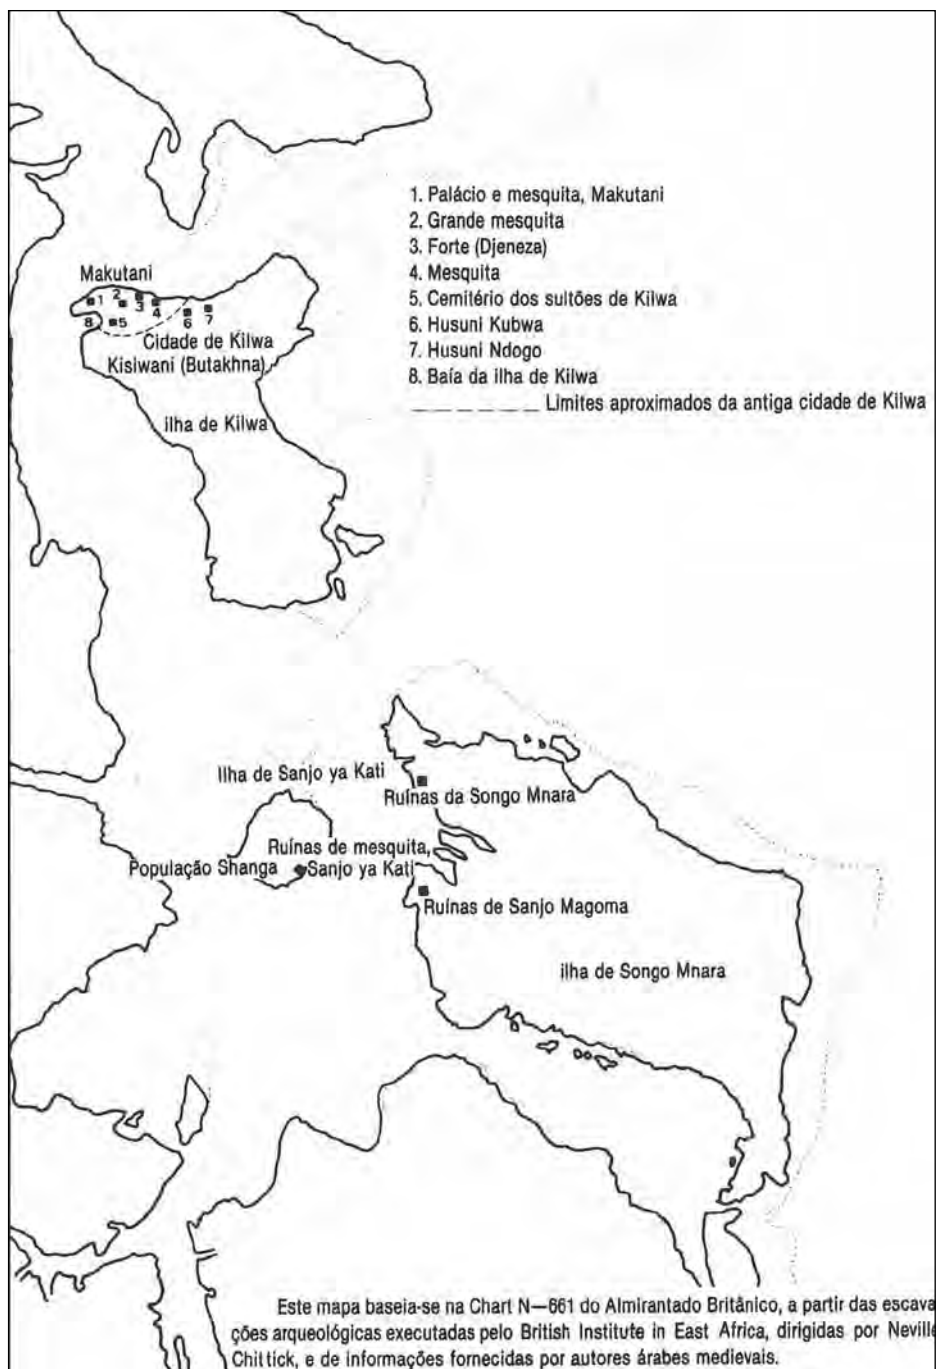 1. Palácio e mesquita, Makutani
2. Grande mesquita
3. Forte (Djeneza)
4. Mesquita
5. Cemitério dos sultões de Kilwa
6. Husuni Kubwa
7. Husuni Ndogo
8. Baía da ilha de Kilwa
Limites aproximados da antiga cidade de Kilwa
Makutani
1 2 3 4
8 5 6 7
Cidade de Kilwa
Kisiwani (Butakhna)
ilha de Kilwa
Ilha de Sanjo ya Kati
Ruínas da Songo Mnara
Ruínas de mesquita,
População Shanga
Sanjo ya Kati
Ruínas de Sanjo Magoma
ilha de Songo Mnara
Este mapa baseia-se na Chart N—661 do Almirantado Britânico, a partir das escava
ções arqueológicas executadas pelo British Institute in East Africa, dirigidas por Neville
Chittick, e de informações fornecidas por autores árabes medievais.